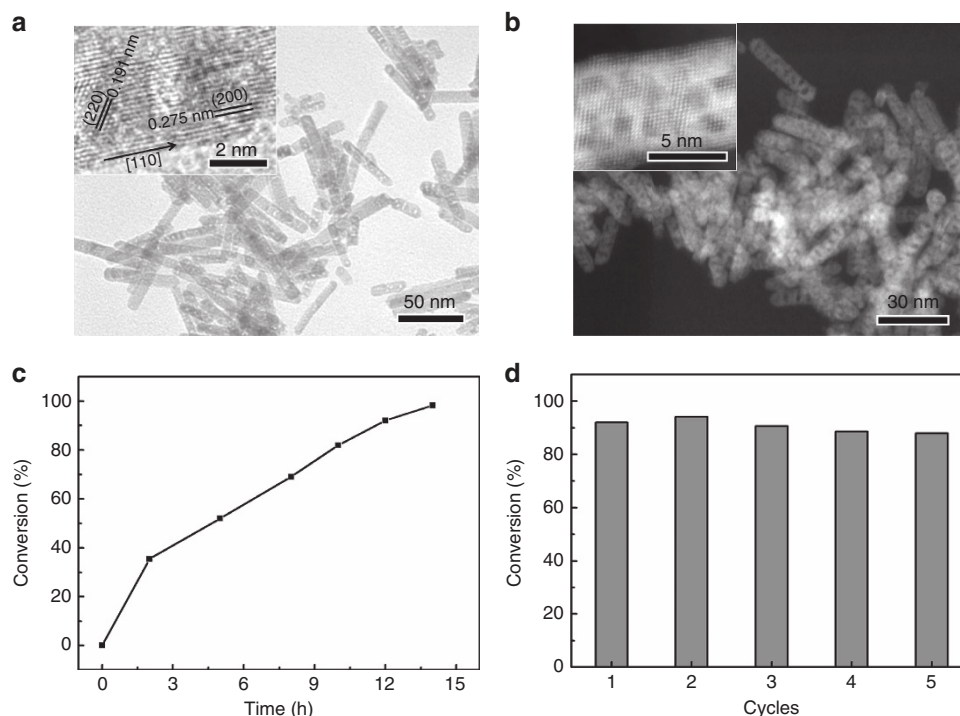 a
(220)
0.191 nm
(200)
0.275 nm
[110]
2 nm
50 nm
b
5 nm
30 nm
c
Conversion (%)
100
80
60
40
20
0
0 3 6 9 12 15
Time (h)
d
Conversion (%)
100
80
60
40
20
0
1 2 3 4 5
Cycles